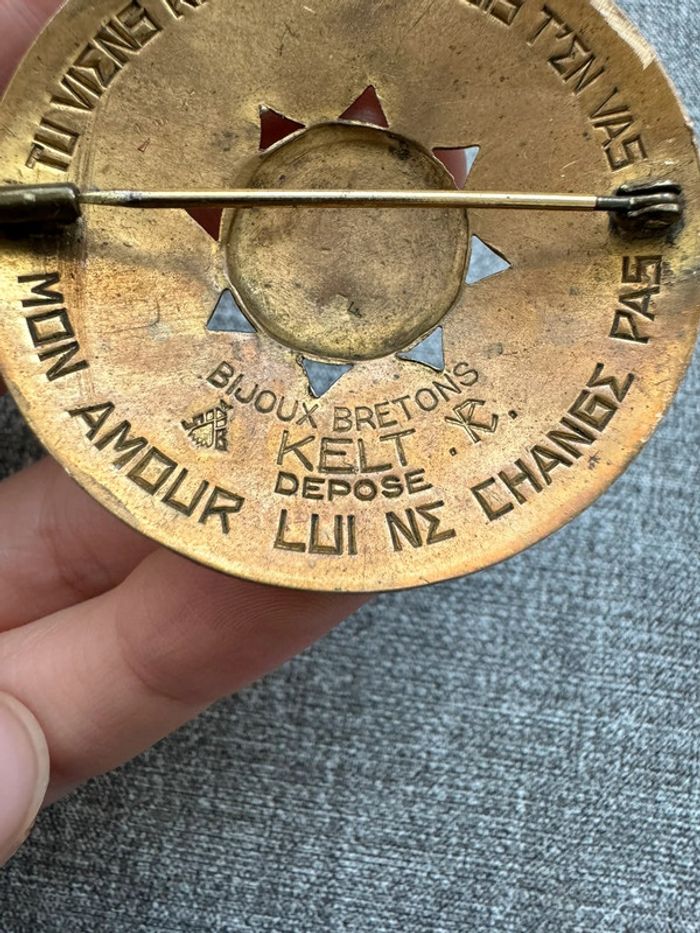 TU VIENS
T'EN VAS
MON AMOUR LUI NE CHANGE PAS
BIJOUX BRETONS
KELT
DEPOSE